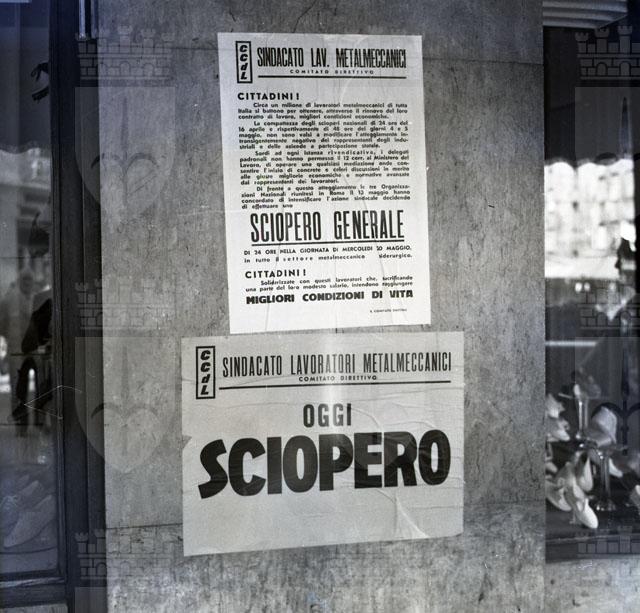 CCdL
SINDACATO LAV. METALMECCANICI
COMITATO DIRETTIVO
CITTADINI!
Circa un milione di lavoratori metalmeccanici di tutta
Italia si battono per ottenere, attraverso il rinnovo del loro
contratto di lavoro, migliori condizioni economiche.
La compattezza degli scioperi nazionali di 24 ore del
16 aprile e rispettivamente di 48 ore dei giorni 4 e 5
maggio, non sono valsi a modificare l'atteggiamento in-
transigentemente negativo dei rappresentanti degli indu-
striali e delle aziende a partecipazione statale.
Sordi ad ogni istanza rivendicativa, i delegati
padronali non hanno permesso il 12 corr. al Ministero del
Lavoro, di operare una qualsiasi mediazione onde con-
sentire l'inizio di concrete e celeri discussioni in merito
alle giuste migliorie economiche e normative avanzate
dai rappresentanti dei lavoratori.
Di fronte a questo atteggiamento le tre Organizza-
zioni Nazionali riunitesi in Roma il 13 maggio hanno
concordato di intensificare l'azione sindacale decidendo
di effettuare uno
SCIOPERO GENERALE
DI 24 ORE NELLA GIORNATA DI MERCOLEDI 20 MAGGIO,
in tutto il settore metalmeccanico siderurgico.
CITTADINI!
Solidarizzate con questi lavoratori che, sacrificando
una parte del loro modesto salario, intendono raggiungere
MIGLIORI CONDIZIONI DI VITA
IL COMITATO DIRETTIVO
CCdL
SINDACATO LAVORATORI METALMECCANICI
COMITATO DIRETTIVO
OGGI
SCIOPERO